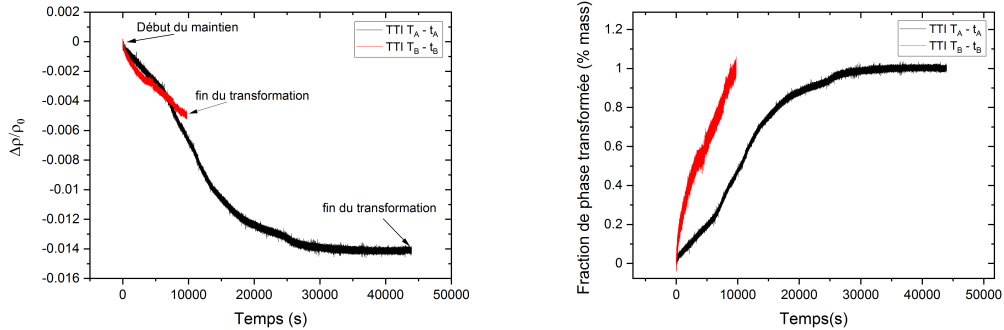 0.002
0
-0.002
-0.004
-0.006
-0.008
-0.01
-0.012
-0.014
-0.016
Δρ/ρ0
Début du maintien
TTI TA - tA
TTI TB - tB
fin du transformation
fin du transformation
0
10000
20000
30000
40000
50000
Temps (s)
1.2
1
0.8
0.6
0.4
0.2
0
Fraction de phase transformée (% mass)
TTI TA - tA
TTI TB - tB
0
10000
20000
30000
40000
50000
Temps(s)